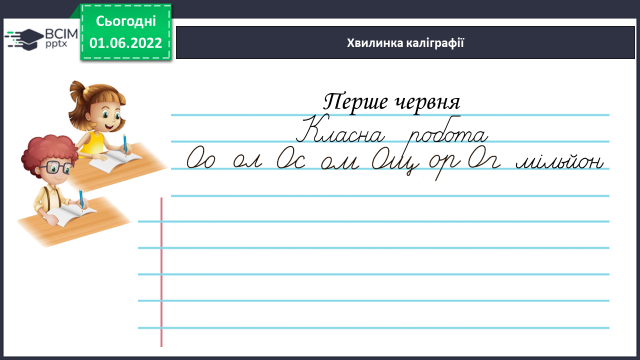 Сьогодні
01.06.2022
ВСІМ
pptx
Хвилинка каліграфії
Перше червня
Класна робота
Оо ол Ос ом Ощ ор Ог мільйон